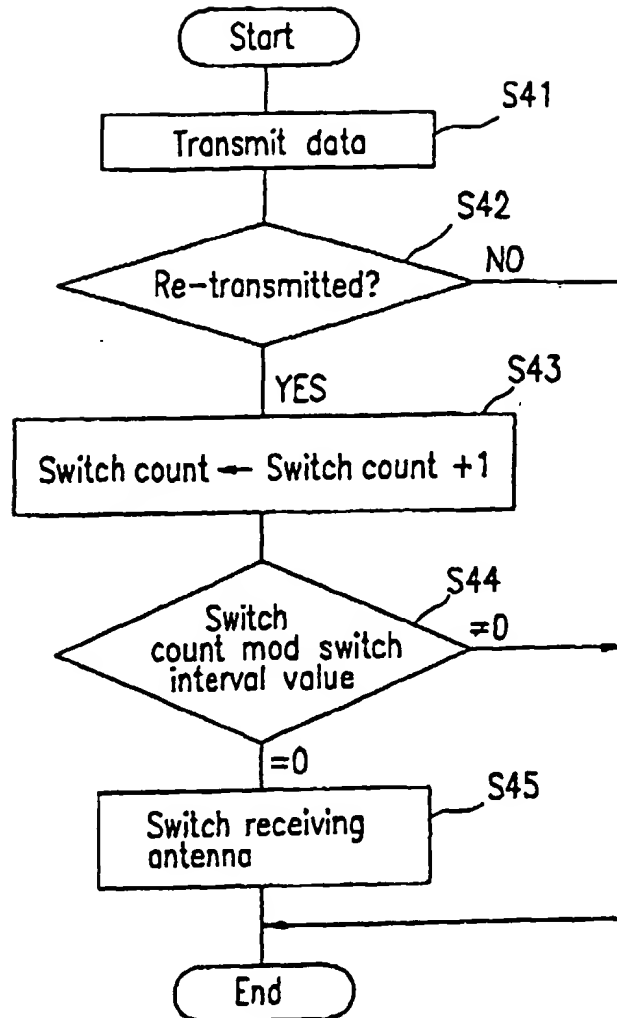 Start
S41
Transmit data
S42
Re-transmitted?
NO
YES
S43
Switch count ← Switch count +1
S44
Switch
count mod switch
interval value
≠0
=0
S45
Switch receiving
antenna
End